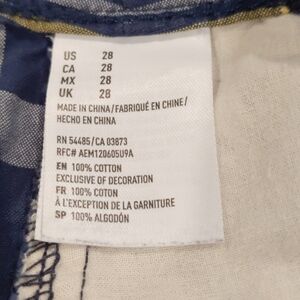 US 28
CA 28
MX 28
UK 28
MADE IN CHINA/FABRIQUÉ EN CHINE/
HECHO EN CHINA
RN 54485/CA 03873
RFC# AEM120605U9A
EN 100% COTTON
EXCLUSIVE OF DECORATION
FR 100% COTON
À L'EXCEPTION DE LA GARNITURE
SP 100% ALGODÓN